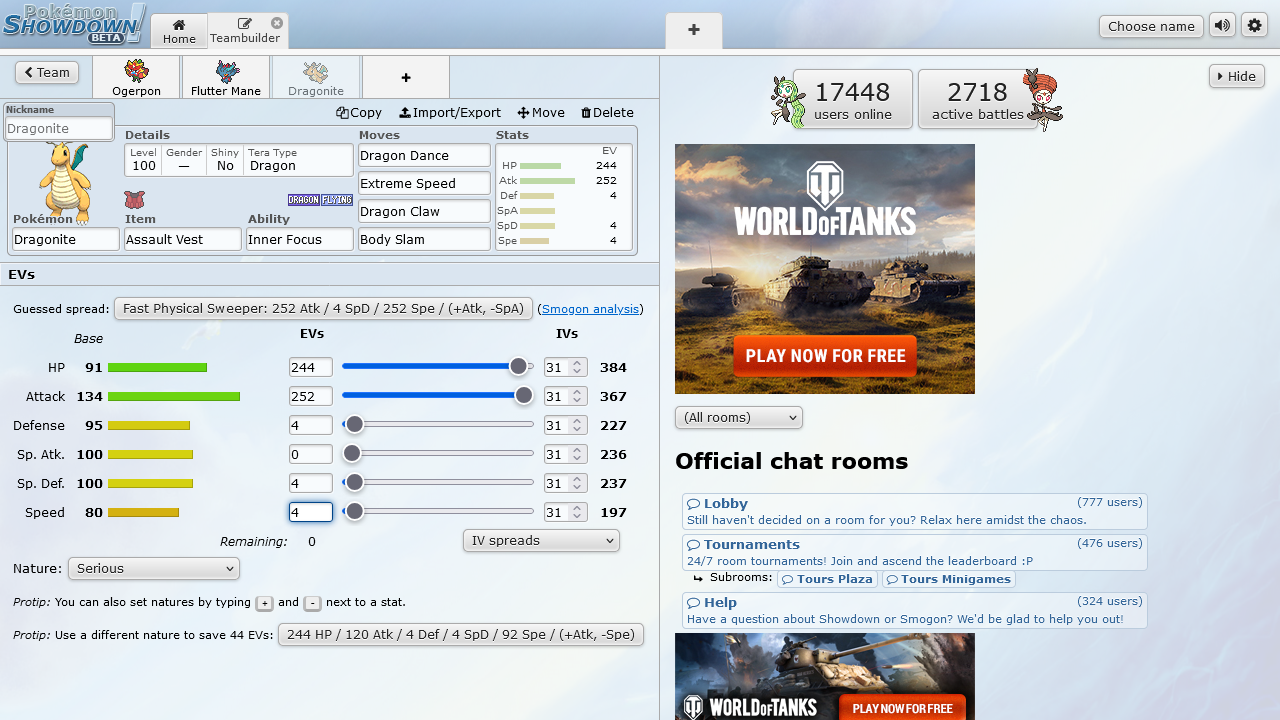 Pokémon
SHOWDOWN!
BETA
Home
Teambuilder
+
Choose name
Team
Ogerpon
Flutter Mane
Dragonite
+
Hide
Nickname
Dragonite
Copy
Import/Export
Move
Delete
Details
Level
100
Gender
—
Shiny
No
Tera Type
Dragon
DRAGON
FLYING
Pokémon
Dragonite
Item
Assault Vest
Ability
Inner Focus
Moves
Dragon Dance
Extreme Speed
Dragon Claw
Body Slam
Stats
EV
HP 244
Atk 252
Def 4
SpA
SpD 4
Spe 4
EVs
Guessed spread: Fast Physical Sweeper: 252 Atk / 4 SpD / 252 Spe / (+Atk, -SpA) (Smogon analysis)
Base EVs IVs
HP 91 244 31 384
Attack 134 252 31 367
Defense 95 4 31 227
Sp. Atk. 100 0 31 236
Sp. Def. 100 4 31 237
Speed 80 4 31 197
Remaining: 0
IV spreads
Nature: Serious
Protip: You can also set natures by typing + and - next to a stat.
Protip: Use a different nature to save 44 EVs: 244 HP / 120 Atk / 4 Def / 4 SpD / 92 Spe / (+Atk, -Spe)
17448
users online
2718
active battles
WORLD OF TANKS
PLAY NOW FOR FREE
(All rooms)
Official chat rooms
Lobby (777 users)
Still haven't decided on a room for you? Relax here amidst the chaos.
Tournaments (476 users)
24/7 room tournaments! Join and ascend the leaderboard :P
↳ Subrooms: Tours Plaza Tours Minigames
Help (324 users)
Have a question about Showdown or Smogon? We'd be glad to help you out!
WORLD OF TANKS
PLAY NOW FOR FREE